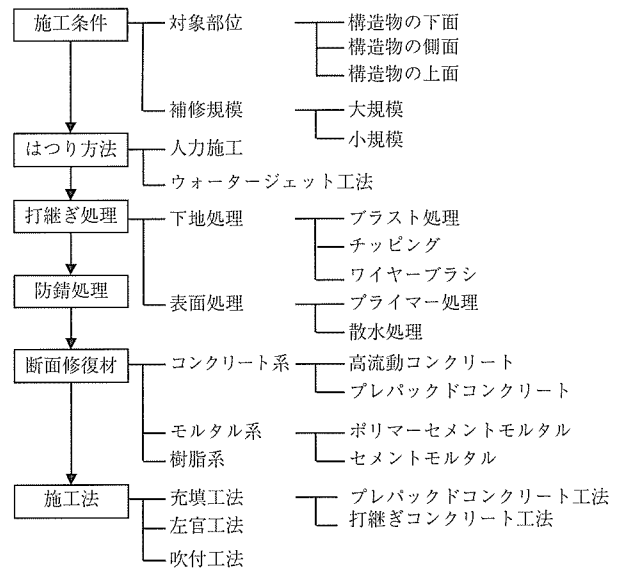 施工条件
対象部位
構造物の下面
構造物の側面
構造物の上面
補修規模
大規模
小規模
はつり方法
人力施工
ウォータージェット工法
打継ぎ処理
下地処理
ブラスト処理
チッピング
ワイヤーブラシ
防錆処理
表面処理
プライマー処理
散水処理
断面修復材
コンクリート系
高流動コンクリート
プレパックドコンクリート
モルタル系
ポリマーセメントモルタル
樹脂系
セメントモルタル
施工法
充填工法
プレパックドコンクリート工法
左官工法
打継ぎコンクリート工法
吹付工法